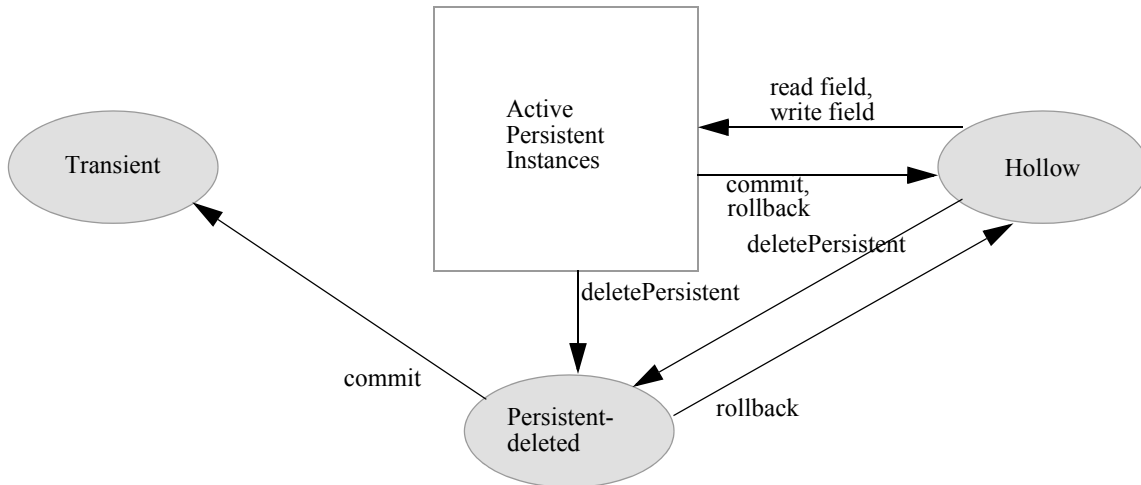 read field,
write field
Active
Persistent
Instances
Transient
Hollow
commit,
rollback
deletePersistent
deletePersistent
commit
rollback
Persistent-
deleted